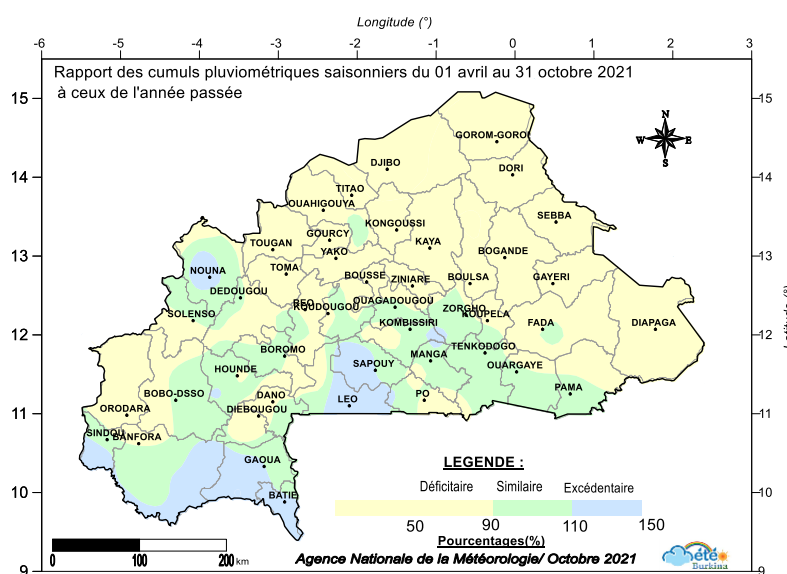 Longitude (°)
-6 -5 -4 -3 -2 -1 0 1 2 3
Rapport des cumuls pluviométriques saisonniers du 01 avril au 31 octobre 2021
à ceux de l'année passée
15 15
N
W E
S
GOROM-GORO
DJIBO
DORI
14 14
TITAO
OUAHIGOUYA
SEBBA
KONGOUSSI
GOURCY
TOUGAN
KAYA
YAKO
BOGANDE
13 13
TOMA
NOUNA
BOUSSE
ZINIARE
BOULSA
GAYERI
DEDOUGOU
REO
KOUDOUGOU
OUAGADOUGOU
ZORGHO
KOUPELA
SOLENSO
KOMBISSIRI
FADA
DIAPAGA
12 12
BOROMO
MANGA
TENKODOGO
HOUNDE
SAPOUY
OUARGAYE
BOBO-DSSO
DANO
LEO
PO
PAMA
ORODARA
DIEBOUGOU
11 11
SINDOU
BANFORA
GAOUA
LEGENDE :
Déficitaire Similaire Excédentaire
BATIE
10 10
50 90 110 150
Pourcentages(%)
0 100 200 km
Agence Nationale de la Météorologie/ Octobre 2021
météo
Burkina
9 9